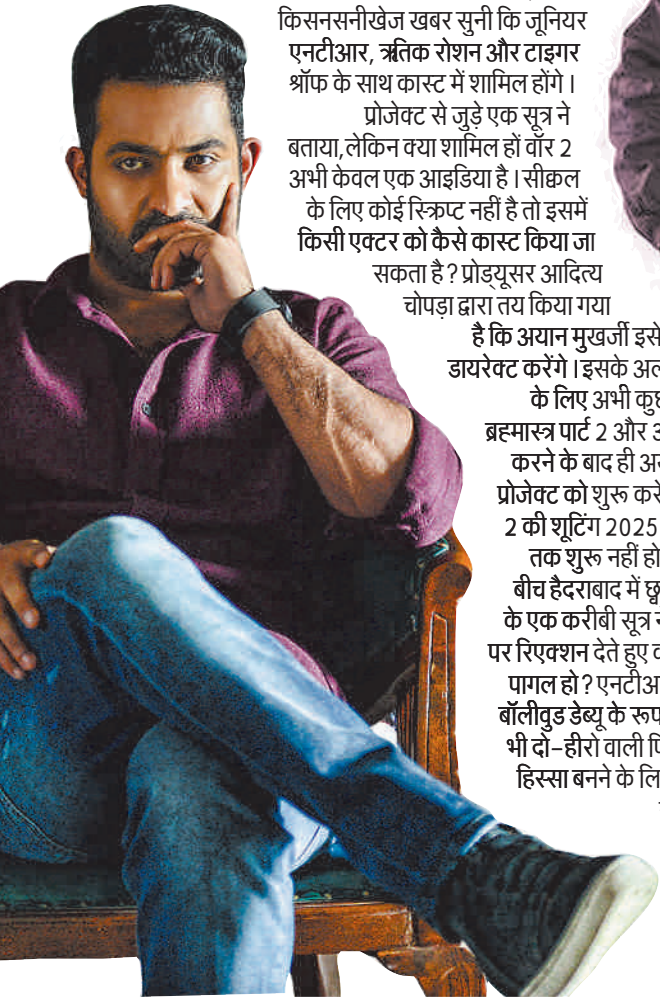 किसनसनीखेज खबर सुनी कि जूनियर
एनटीआर, ऋतिक रोशन और टाइगर
श्रॉफ के साथ कास्ट में शामिल होंगे ।
प्रोजेक्ट से जुड़े एक सूत्र ने
बताया,लेकिन क्या शामिल हों वॉर 2
अभी केवल एक आइडिया है । सीक्वल
के लिए कोई स्क्रिप्ट नहीं है तो इसमें
किसी एक्टर को कैसे कास्ट किया जा
सकता है ? प्रोड्यूसर आदित्य
चोपड़ा द्वारा तय किया गया
है कि अयान मुखर्जी इसे
डायरेक्ट करेंगे । इसके
के लिए अभी
ब्रह्मास्त्र पार्ट 2 और
करने के बाद ही
प्रोजेक्ट को शुरू
2 की शूटिंग 2025
तक शुरू नहीं
बीच हैदराबाद में
के एक करीबी सूत्र
पर रिएक्शन देते हुए
पागल हो ?
बॉलीवुड डेब्यू के
भी दो-हीरो वाली
हिस्सा बनने के